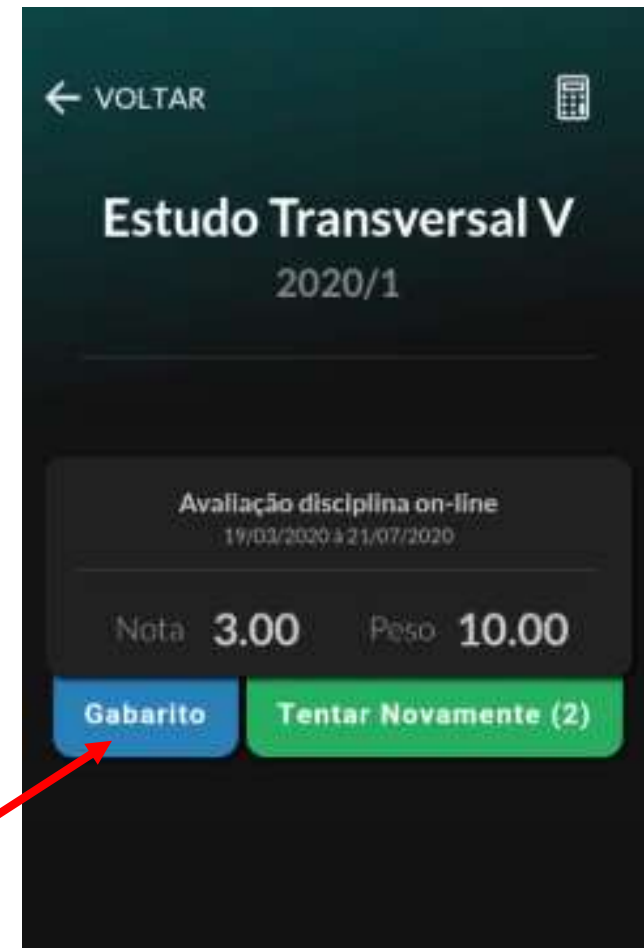 VOLTAR
Estudo Transversal V
2020/1
Avaliação disciplina on-line
19/03/2020 à 21/07/2020
Nota 3.00 Peso 10.00
Gabarito Tentar Novamente (2)